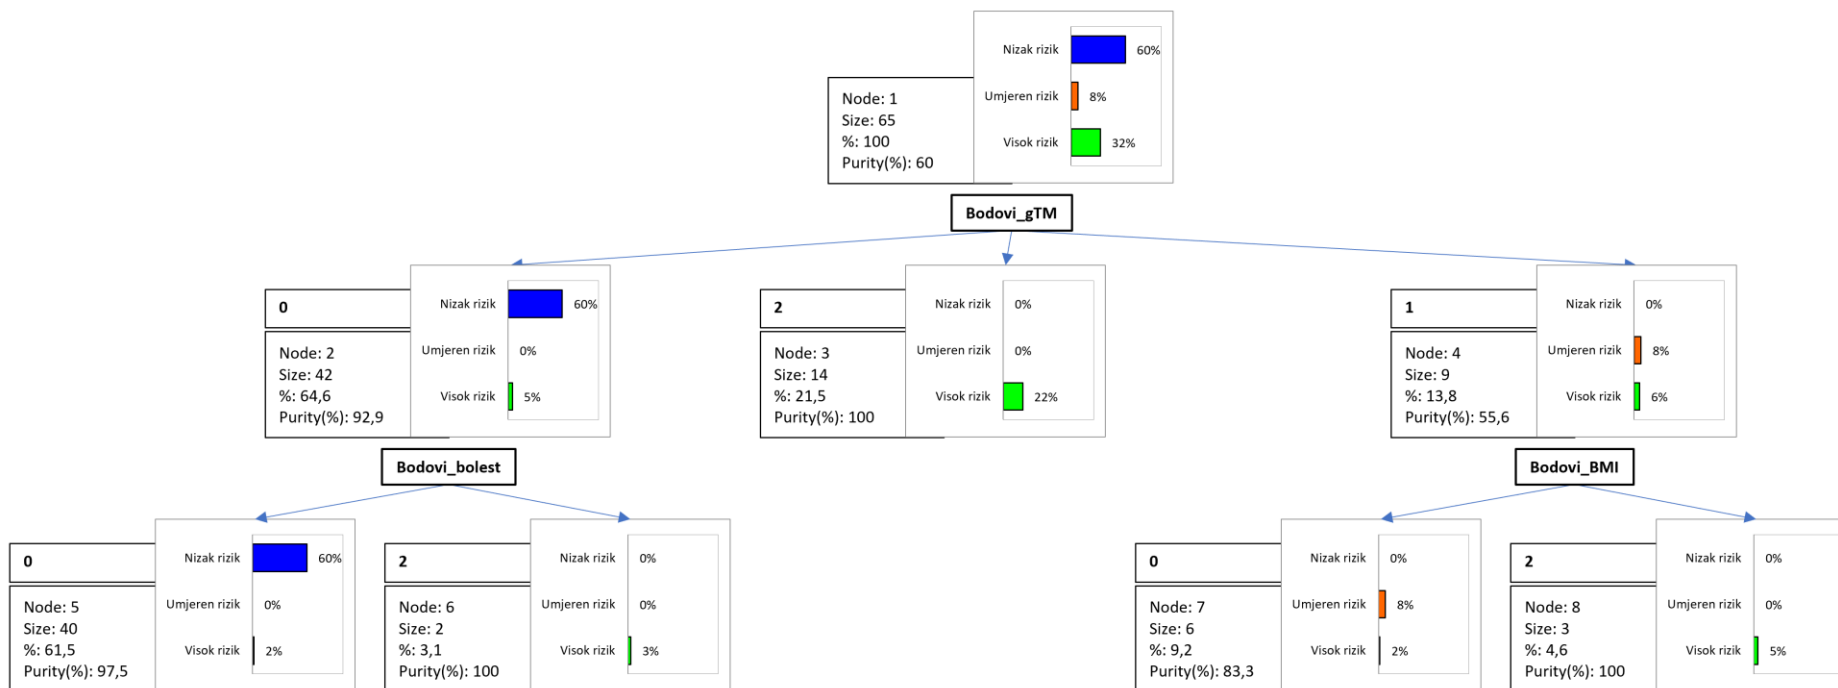 Nizak rizik 60%
Umjeren rizik 8%
Visok rizik 32%
Node: 1
Size: 65
%: 100
Purity(%): 60
Bodovi_gTM
0
Nizak rizik 60%
Umjeren rizik 0%
Visok rizik 5%
Node: 2
Size: 42
%: 64,6
Purity(%): 92,9
2
Nizak rizik 0%
Umjeren rizik 0%
Visok rizik 22%
Node: 3
Size: 14
%: 21,5
Purity(%): 100
1
Nizak rizik 0%
Umjeren rizik 8%
Visok rizik 6%
Node: 4
Size: 9
%: 13,8
Purity(%): 55,6
Bodovi_bolest
Bodovi_BMI
0
Nizak rizik 60%
Umjeren rizik 0%
Visok rizik 2%
Node: 5
Size: 40
%: 61,5
Purity(%): 97,5
2
Nizak rizik 0%
Umjeren rizik 0%
Visok rizik 3%
Node: 6
Size: 2
%: 3,1
Purity(%): 100
0
Nizak rizik 0%
Umjeren rizik 8%
Visok rizik 2%
Node: 7
Size: 6
%: 9,2
Purity(%): 83,3
2
Nizak rizik 0%
Umjeren rizik 0%
Visok rizik 5%
Node: 8
Size: 3
%: 4,6
Purity(%): 100